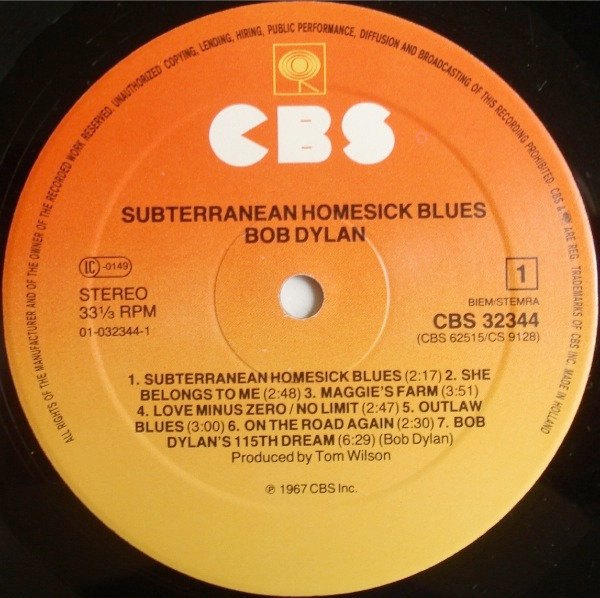 ALL RIGHTS OF THE MANUFACTURER AND OF THE OWNER OF THE RECORDED WORK RESERVED. UNAUTHORIZED COPYING, LENDING, HIRING, PUBLIC PERFORMANCE, DIFFUSION AND BROADCASTING OF THIS RECORDING PROHIBITED. CBS & ARE REG. TRADEMARKS OF CBS INC. MADE IN HOLLAND
CBS
SUBTERRANEAN HOMESICK BLUES
BOB DYLAN
LC -0149
STEREO
33⅓ RPM
01-032344-1
1
BIEM/STEMRA
CBS 32344
(CBS 62515/CS 9128)
1. SUBTERRANEAN HOMESICK BLUES (2:17) 2. SHE
BELONGS TO ME (2:48) 3. MAGGIE'S FARM (3:51)
4. LOVE MINUS ZERO/NO LIMIT (2:47) 5. OUTLAW
BLUES (3:00) 6. ON THE ROAD AGAIN (2:30) 7. BOB
DYLAN'S 115TH DREAM (6:29) (Bob Dylan)
Produced by Tom Wilson
℗ 1967 CBS Inc.